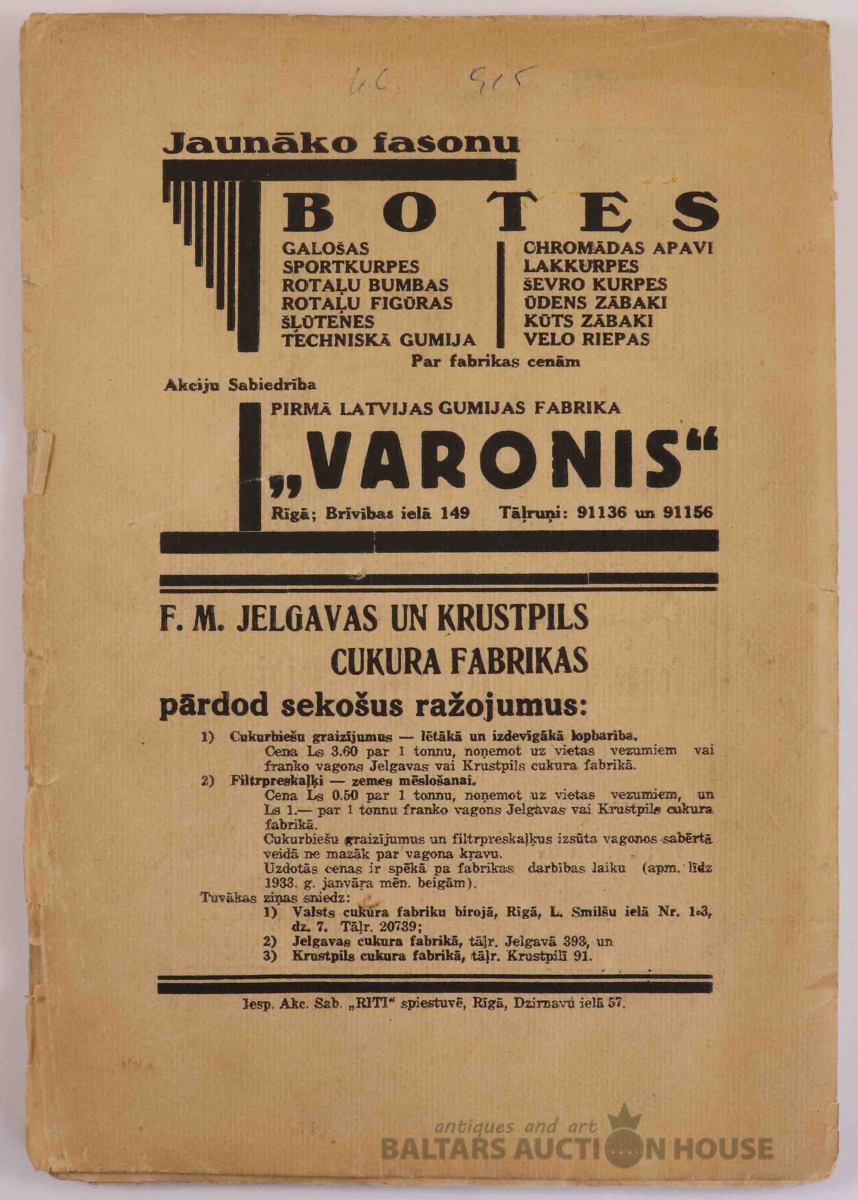 Jaunāko fasonu
BOTES
GALOŠAS
SPORTKURPES
ROTAĻU BUMBAS
ROTAĻU FIGŪRAS
ŠĻŪTENES
TECHNISKĀ GUMIJA
CHROMĀDAS APAVI
LAKKURPES
ŠEVRO KURPES
ŪDENS ZĀBAKI
KŪTS ZĀBAKI
VELO RIEPAS
Par fabrikas cenām
Akciju Sabiedrība
PIRMĀ LATVIJAS GUMIJAS FABRIKA
„VARONIS“
Rīgā; Brīvības ielā 149 Tāļruņi: 91136 un 91156
F. M. JELGAVAS UN KRUSTPILS
CUKURA FABRIKAS
pārdod sekošus ražojumus:
1) Cukurbiešu graizījumus — lētākā un izdevīgākā lopbarība.
Cena Ls 3.60 par 1 tonnu, noņemot uz vietas vezumiem vai
franko vagons Jelgavas vai Krustpils cukura fabrikā.
2) Filtrpreskaļķi — zemes mēslošanai.
Cena Ls 0.50 par 1 tonnu, noņemot uz vietas vezumiem, un
Ls 1.— par 1 tonnu franko vagons Jelgavas vai Krustpils cukura
fabrikā.
Cukurbiešu graizījumus un filtrpreskaļķus izsūta vagonos sabērtā
veidā ne mazāk par vagona kravu.
Uzdotās cenas ir spēkā pa fabrikas darbības laiku (apm. līdz
1933. g. janvāra mēn. beigām).
Tuvākas ziņas sniedz:
1) Valsts cukura fabriku birojā, Rīgā, L. Smilšu ielā Nr. 1-3,
dz. 7. Tāļr. 20739;
2) Jelgavas cukura fabrikā, tāļr. Jelgavā 393, un
3) Krustpils cukura fabrikā, tāļr. Krustpilī 91.
Iesp. Akc. Sab. „RITI“ spiestuvē, Rīgā, Dzirnavu ielā 57.
antiques and art
BALTARS AUCTION HOUSE